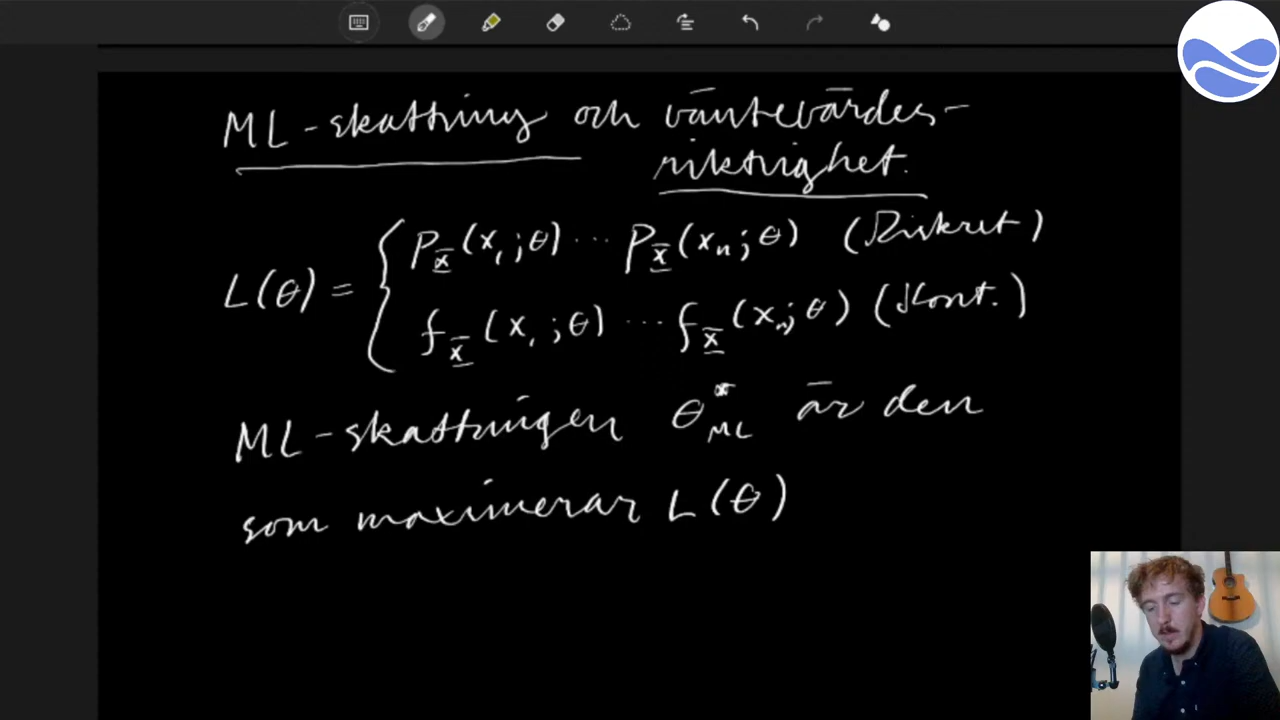 ML-skattning och väntevärdes-
riktighet.
L(θ) = { p_X(x₁;θ) ... p_X(xₙ;θ) (Diskret)
f_X(x₁;θ) ... f_X(xₙ;θ) (Kont.)
ML-skattningen θ*_ML är den
som maximerar L(θ)